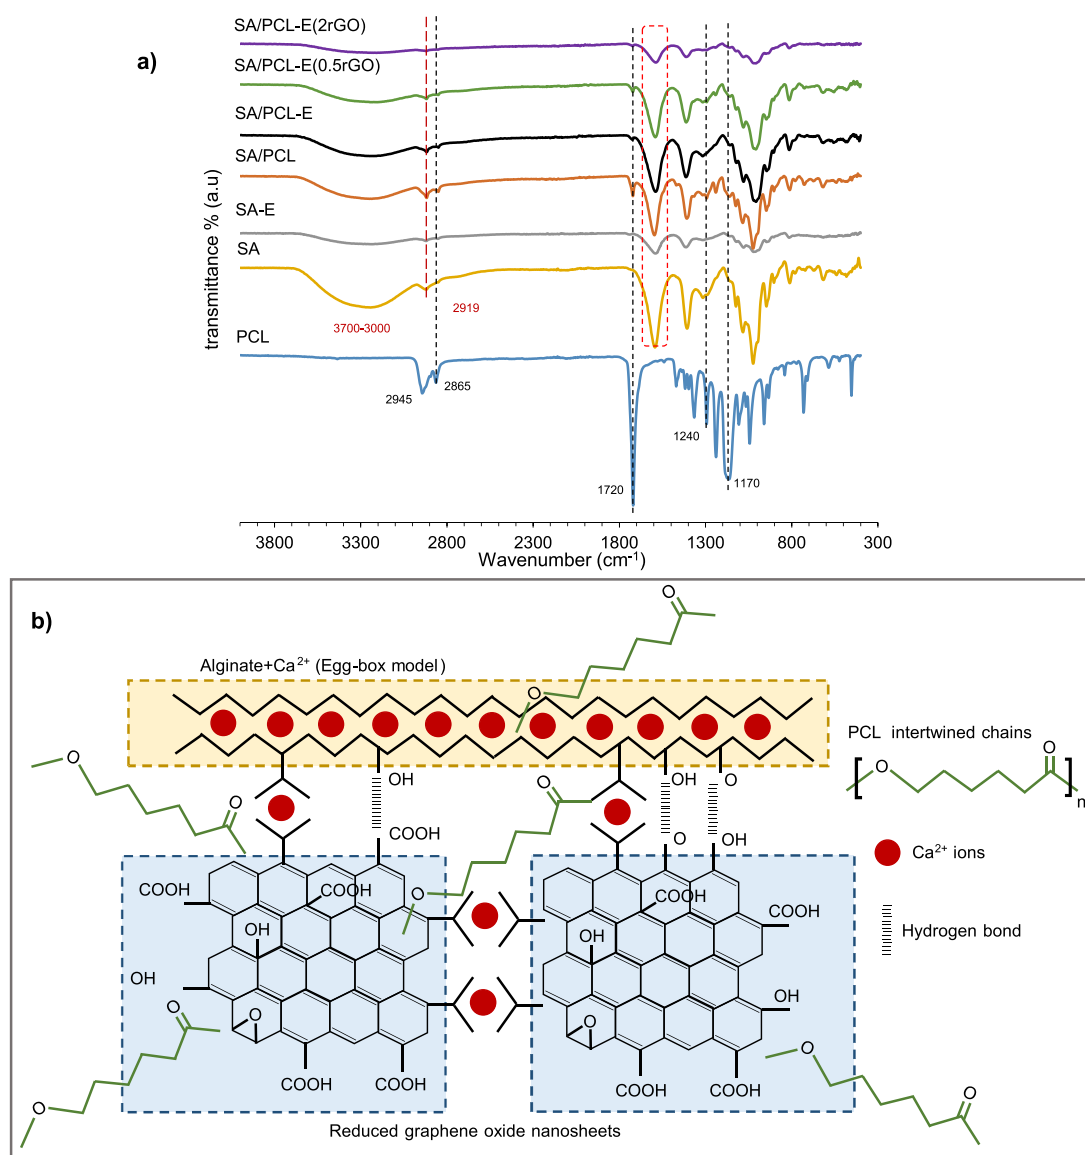 SA/PCL-E(2rGO)
a)
SA/PCL-E(0.5rGO)
SA/PCL-E
SA/PCL
SA-E
SA
PCL
transmittance % (a.u)
3700-3000
2919
2945
2865
1720
1240
1170
3800 3300 2800 2300 1800 1300 800 300
Wavenumber (cm⁻¹)
b)
O
O
Alginate+Ca²⁺ (Egg-box model)
PCL intertwined chains
O
O
[ ]n
O
O
OH
OH
O
O
COOH
O
OH
Ca²⁺ ions
COOH
COOH
O
COOH
COOH
OH
OH
Hydrogen bond
OH
OH
O
O
O
O
COOH
COOH
COOH
COOH
O
O
Reduced graphene oxide nanosheets